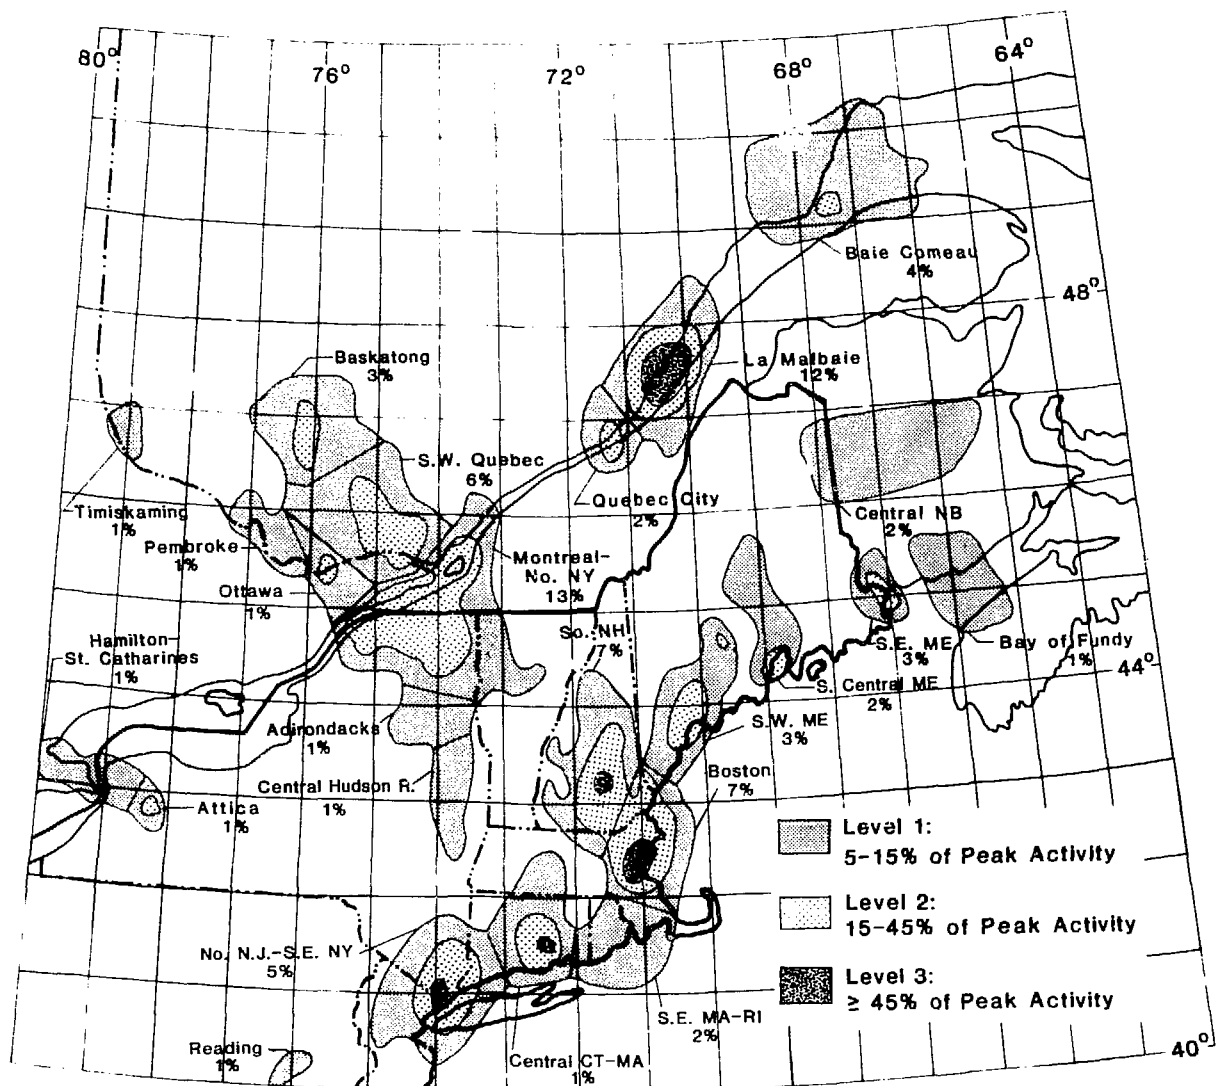 80°
76°
72°
68°
64°
Baie Comeau
4%
48°
Baskatong
3%
La Malbaie
12%
S.W. Quebec
6%
Quebec City
2%
Timiskaming
1%
Central NB
2%
Pembroke
1%
Montreal-
No. NY
13%
Ottawa
1%
So. NH
7%
Hamilton-
St. Catharines
1%
S.E. ME
3%
Bay of Fundy
1%
44°
S. Central ME
2%
Adirondacks
1%
S.W. ME
3%
Central Hudson R.
1%
Boston
7%
Attica
1%
Level 1:
5-15% of Peak Activity
Level 2:
15-45% of Peak Activity
No. N.J.-S.E. NY
5%
Level 3:
≥ 45% of Peak Activity
S.E. MA-RI
2%
Reading
1%
Central CT-MA
1%
40°